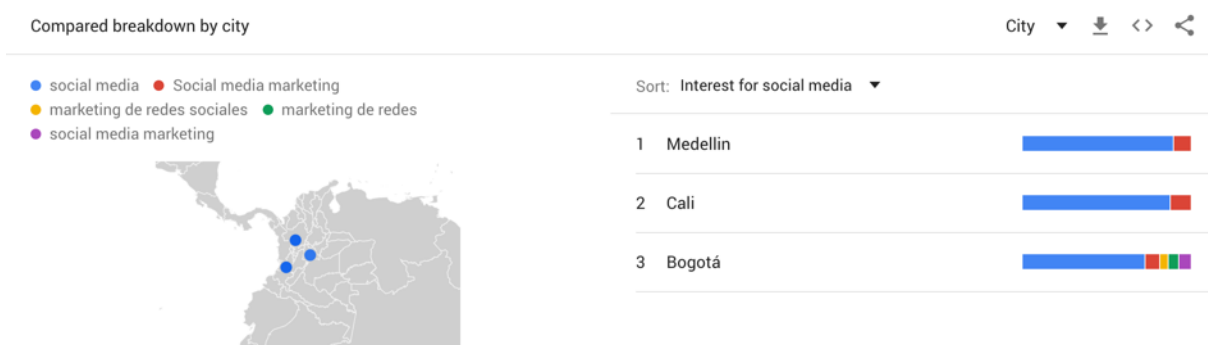 Compared breakdown by city
City
social media Social media marketing
marketing de redes sociales marketing de redes
social media marketing
Sort: Interest for social media
1 Medellin
2 Cali
3 Bogotá